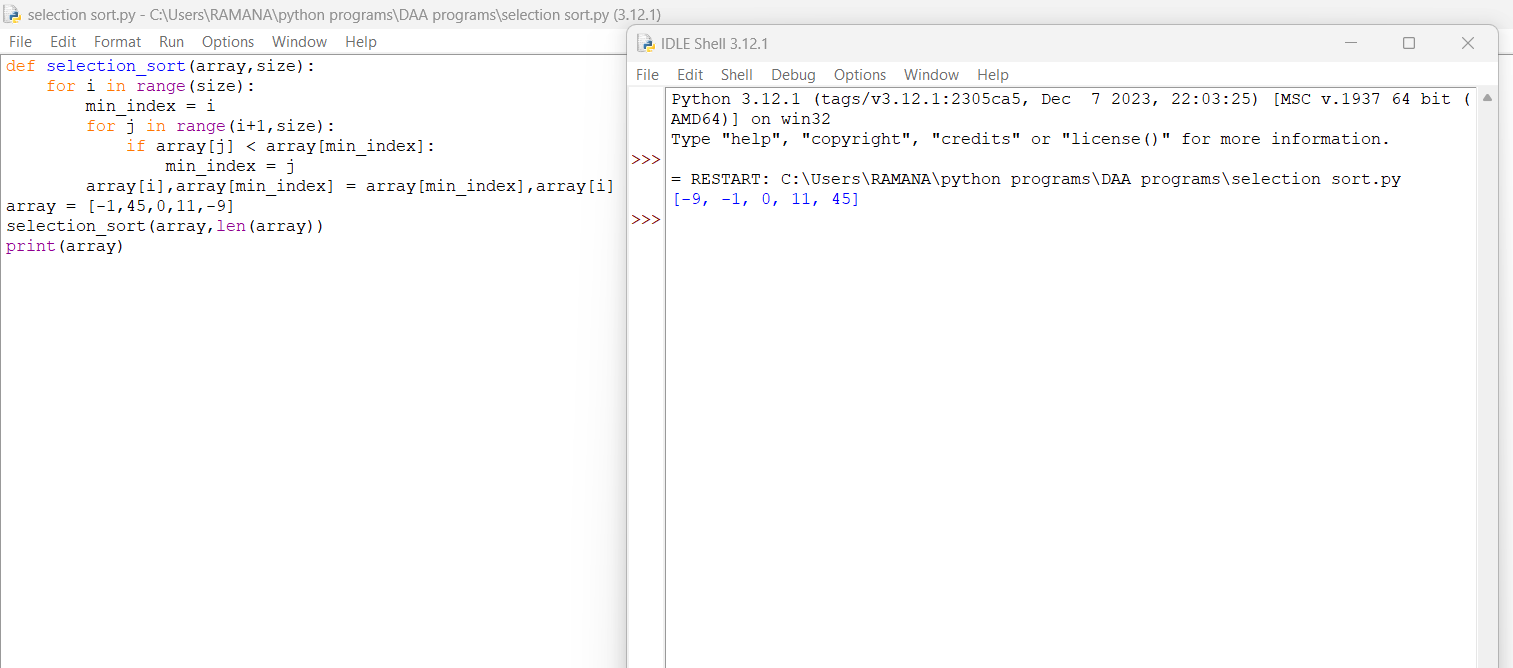 selection sort.py - C:\Users\RAMANA\python programs\DAA programs\selection sort.py (3.12.1)
File Edit Format Run Options Window Help
def selection_sort(array,size):
    for i in range(size):
        min_index = i
        for j in range(i+1,size):
            if array[j] < array[min_index]:
                min_index = j
        array[i],array[min_index] = array[min_index],array[i]
array = [-1,45,0,11,-9]
selection_sort(array,len(array))
print(array)
IDLE Shell 3.12.1
File Edit Shell Debug Options Window Help
Python 3.12.1 (tags/v3.12.1:2305ca5, Dec  7 2023, 22:03:25) [MSC v.1937 64 bit (
AMD64)] on win32
Type "help", "copyright", "credits" or "license()" for more information.
>>>
= RESTART: C:\Users\RAMANA\python programs\DAA programs\selection sort.py
[-9, -1, 0, 11, 45]
>>>